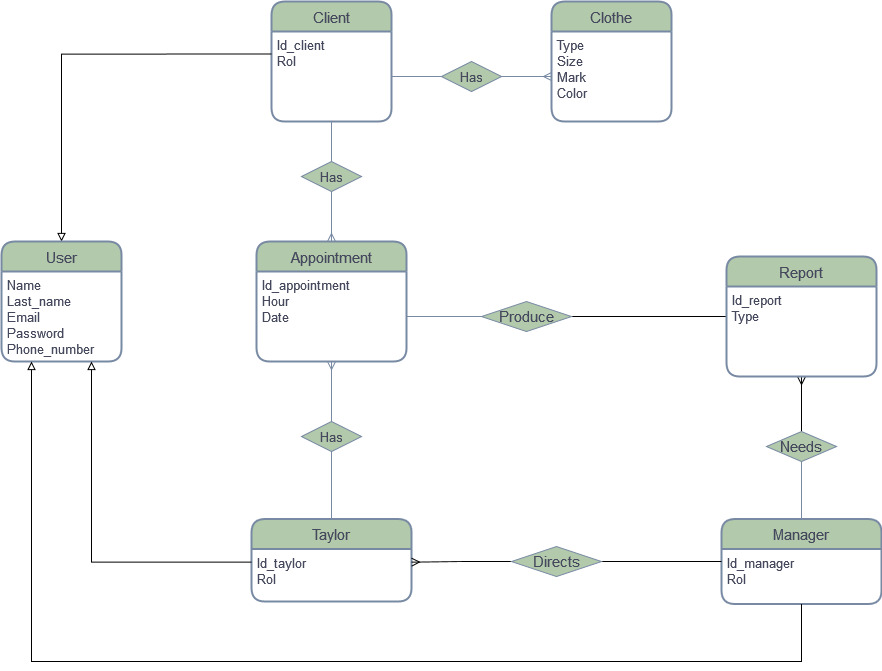 Client
Id_client
Rol
Clothe
Type
Size
Mark
Color
Has
Has
User
Name
Last_name
Email
Password
Phone_number
Appointment
Id_appointment
Hour
Date
Produce
Report
Id_report
Type
Has
Needs
Taylor
Id_taylor
Rol
Directs
Manager
Id_manager
Rol